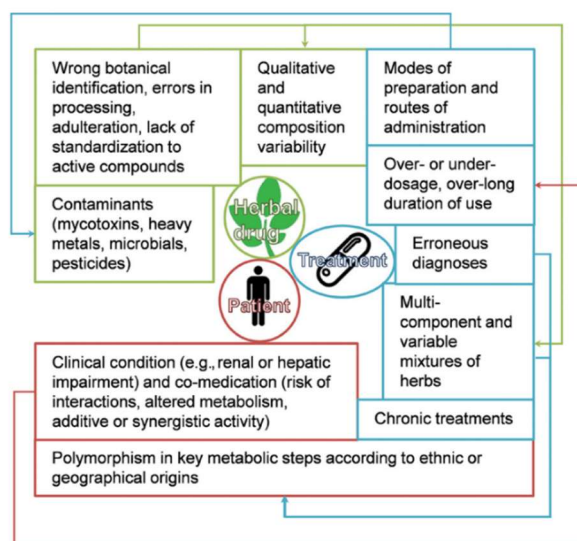 Wrong botanical
identification, errors in
processing,
adulteration, lack of
standardization to
active compounds
Qualitative
and
quantitative
composition
variability
Modes of
preparation and
routes of
administration
Over- or under-
dosage, over-long
duration of use
Contaminants
(mycotoxins, heavy
metals, microbials,
pesticides)
Herbal
drug
Treatment
Erroneous
diagnoses
Patient
Multi-
component and
variable
mixtures of
herbs
Clinical condition (e.g., renal or hepatic
impairment) and co-medication (risk of
interactions, altered metabolism,
additive or synergistic activity)
Chronic treatments
Polymorphism in key metabolic steps according to ethnic or
geographical origins